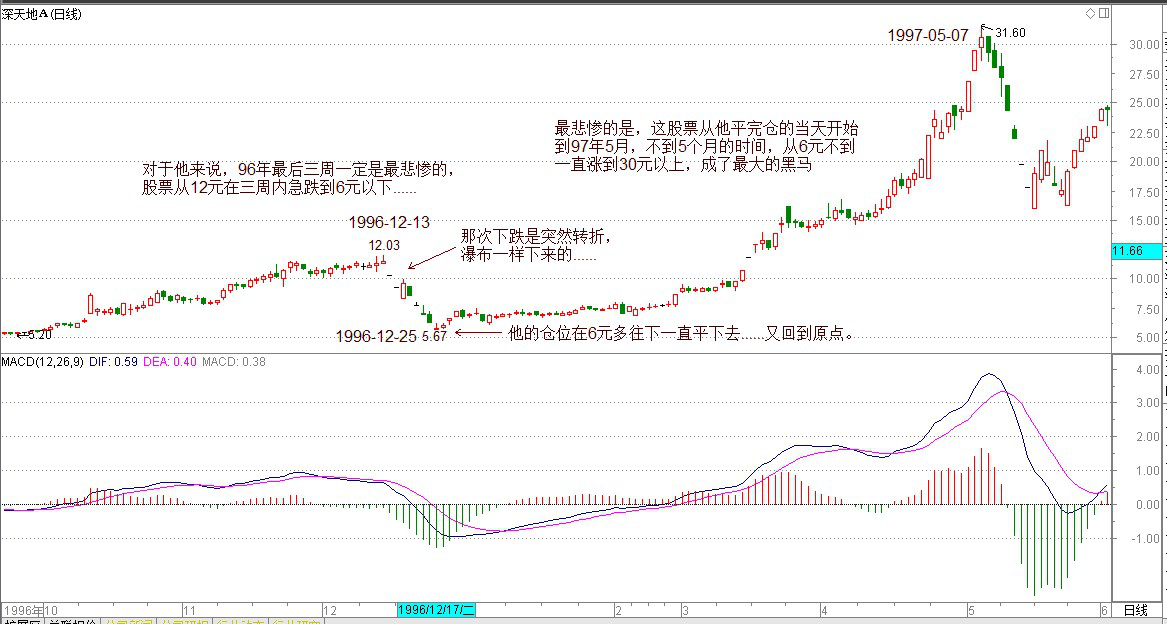 深天地A(日线)
1997-05-07
31.60
30.00
27.50
25.00
22.50
20.00
17.50
15.00
11.66
10.00
7.50
5.00
最悲惨的是，这股票从他平完仓的当天开始
到97年5月，不到5个月的时间，从6元不到
一直涨到30元以上，成了最大的黑马
对于他来说，96年最后三周一定是最悲惨的，
股票从12元在三周内急跌到6元以下......
1996-12-13
12.03
那次下跌是突然转折，
瀑布一样下来的......
5.20
1996-12-25 5.67
他的仓位在6元多往下一直平下去......又回到原点。
MACD(12,26,9) DIF: 0.59 DEA: 0.40 MACD: 0.38
4.00
3.00
2.00
1.00
0.00
-1.00
1996年10
11
12
1996/12/17/二
2
3
4
5
6
日线